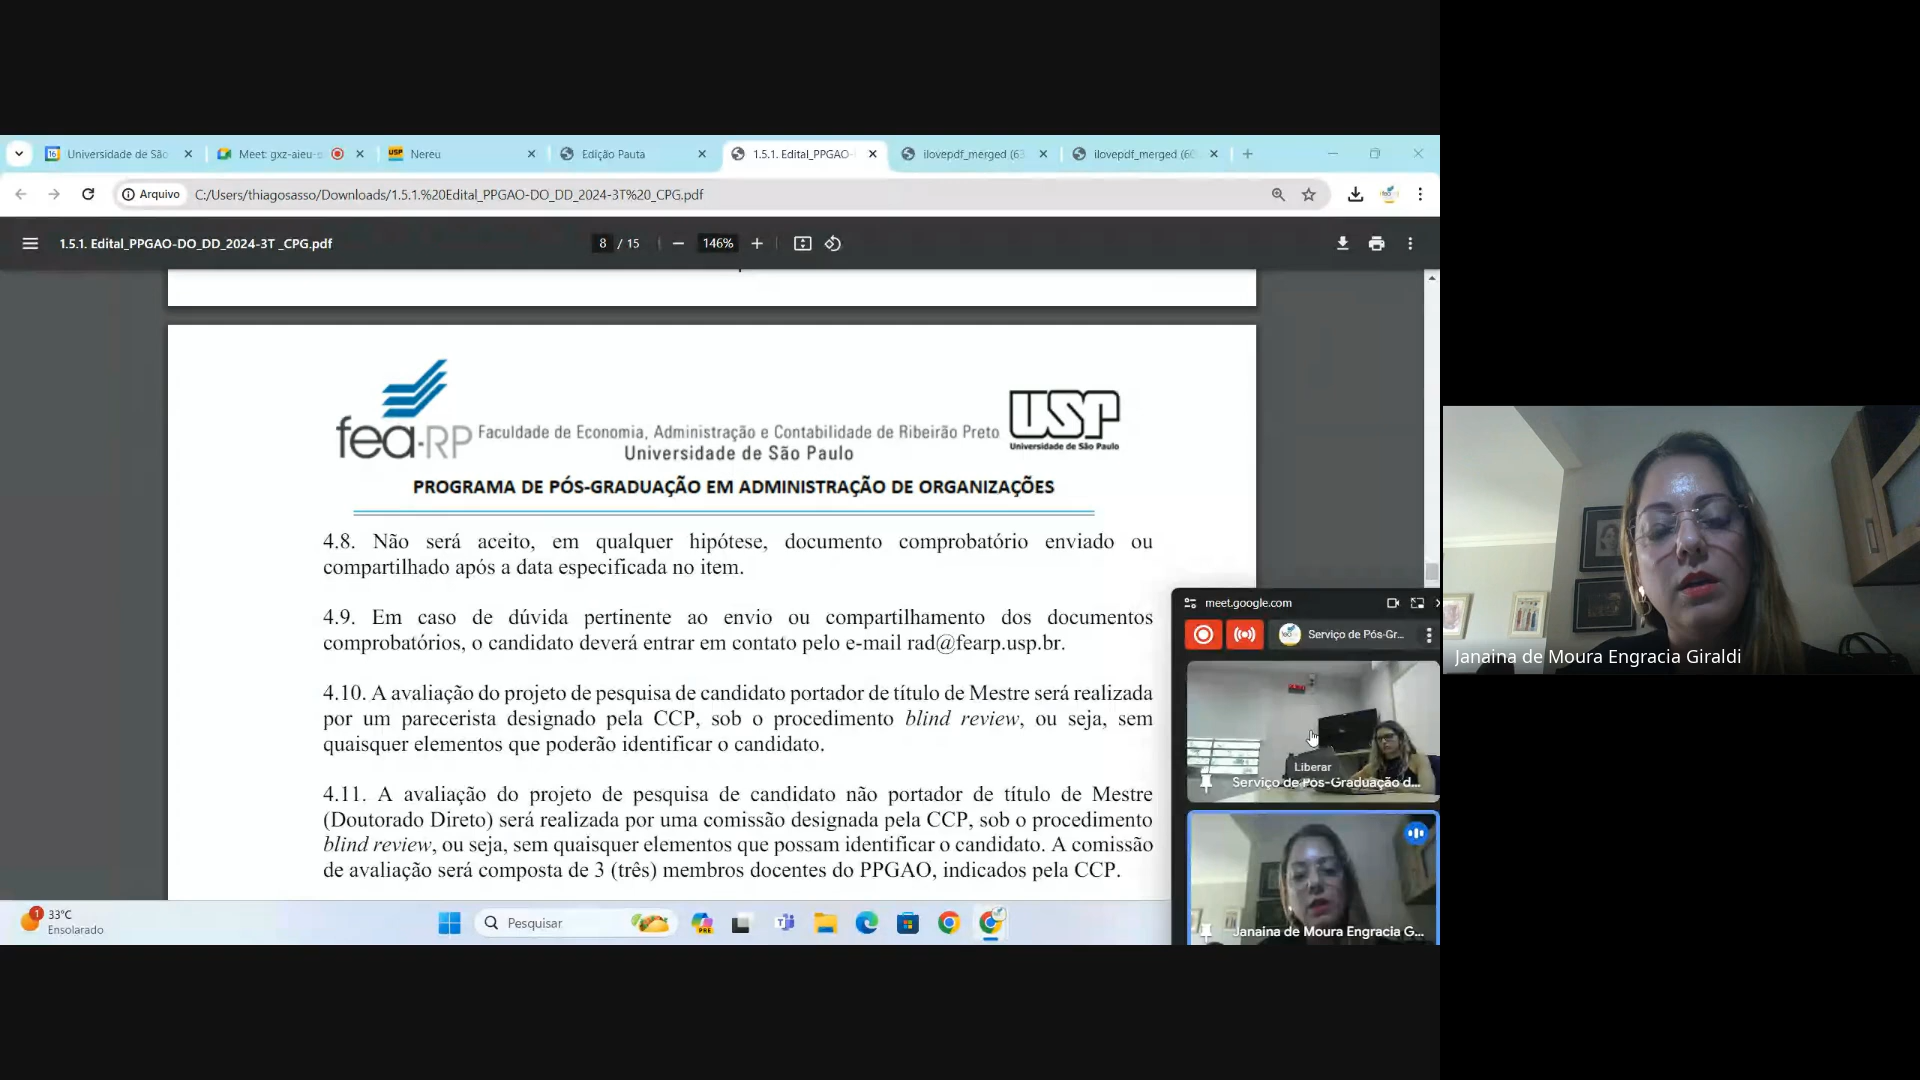 Universidade de São
Meet: gxz-aieu-s
Nereu
Edição Pauta
1.5.1. Edital_PPGAO-
ilovepdf_merged (63
ilovepdf_merged (60
Arquivo
C:/Users/thiagosasso/Downloads/1.5.1.%20Edital_PPGAO-DO_DD_2024-3T%20_CPG.pdf
1.5.1. Edital_PPGAO-DO_DD_2024-3T _CPG.pdf
8 / 15
146%
fea-RP
Faculdade de Economia, Administração e Contabilidade de Ribeirão Preto
Universidade de São Paulo
USP
Universidade de São Paulo
PROGRAMA DE PÓS-GRADUAÇÃO EM ADMINISTRAÇÃO DE ORGANIZAÇÕES
4.8. Não será aceito, em qualquer hipótese, documento comprobatório enviado ou
compartilhado após a data especificada no item.
4.9. Em caso de dúvida pertinente ao envio ou compartilhamento dos documentos
comprobatórios, o candidato deverá entrar em contato pelo e-mail rad@fearp.usp.br.
4.10. A avaliação do projeto de pesquisa de candidato portador de título de Mestre será realizada
por um parecerista designado pela CCP, sob o procedimento blind review, ou seja, sem
quaisquer elementos que poderão identificar o candidato.
4.11. A avaliação do projeto de pesquisa de candidato não portador de título de Mestre
(Doutorado Direto) será realizada por uma comissão designada pela CCP, sob o procedimento
blind review, ou seja, sem quaisquer elementos que possam identificar o candidato. A comissão
de avaliação será composta de 3 (três) membros docentes do PPGAO, indicados pela CCP.
meet.google.com
Serviço de Pós-Gr...
Liberar
Serviço de Pós-Graduação d...
Janaina de Moura Engracia G...
Janaina de Moura Engracia Giraldi
1
33°C
Ensolarado
Pesquisar
PRE